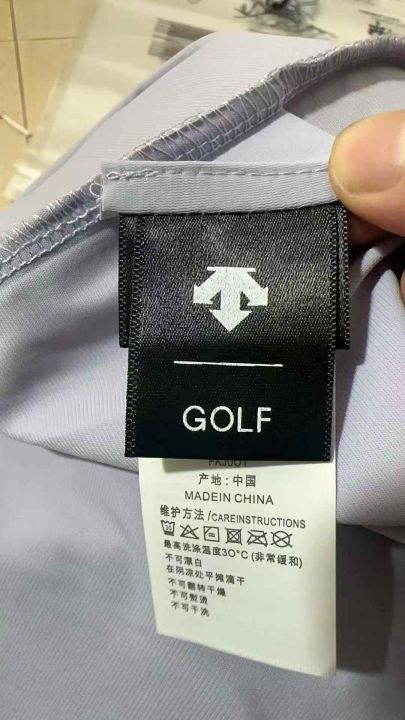 GOLF
产地:中国
MADEIN CHINA
维护方法/CAREINSTRUCTIONS
最高洗涤温度30°C(非常缓和)
不可漂白
在阴凉处平摊滴干
不可翻转干燥
不可熨烫
不可干洗